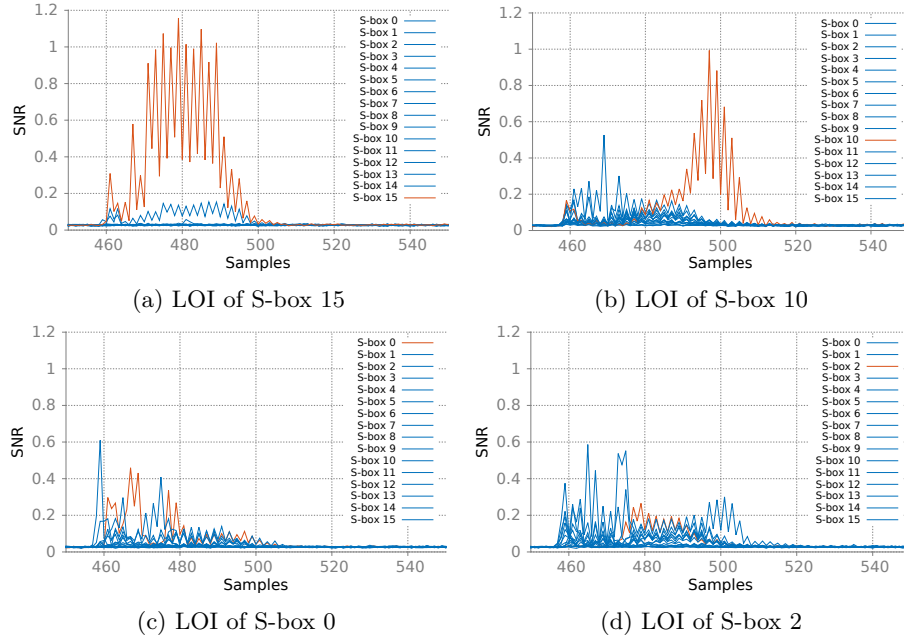 1.2
1
0.8
0.6
0.4
0.2
0
SNR
460
480
500
520
540
Samples
S-box 0
S-box 1
S-box 2
S-box 3
S-box 4
S-box 5
S-box 6
S-box 7
S-box 8
S-box 9
S-box 10
S-box 11
S-box 12
S-box 13
S-box 14
S-box 15
(a) LOI of S-box 15
1.2
1
0.8
0.6
0.4
0.2
0
SNR
460
480
500
520
540
Samples
S-box 0
S-box 1
S-box 2
S-box 3
S-box 4
S-box 5
S-box 6
S-box 7
S-box 8
S-box 9
S-box 10
S-box 11
S-box 12
S-box 13
S-box 14
S-box 15
(b) LOI of S-box 10
1.2
1
0.8
0.6
0.4
0.2
0
SNR
460
480
500
520
540
Samples
S-box 0
S-box 1
S-box 2
S-box 3
S-box 4
S-box 5
S-box 6
S-box 7
S-box 8
S-box 9
S-box 10
S-box 11
S-box 12
S-box 13
S-box 14
S-box 15
(c) LOI of S-box 0
1.2
1
0.8
0.6
0.4
0.2
0
SNR
460
480
500
520
540
Samples
S-box 0
S-box 1
S-box 2
S-box 3
S-box 4
S-box 5
S-box 6
S-box 7
S-box 8
S-box 9
S-box 10
S-box 11
S-box 12
S-box 13
S-box 14
S-box 15
(d) LOI of S-box 2